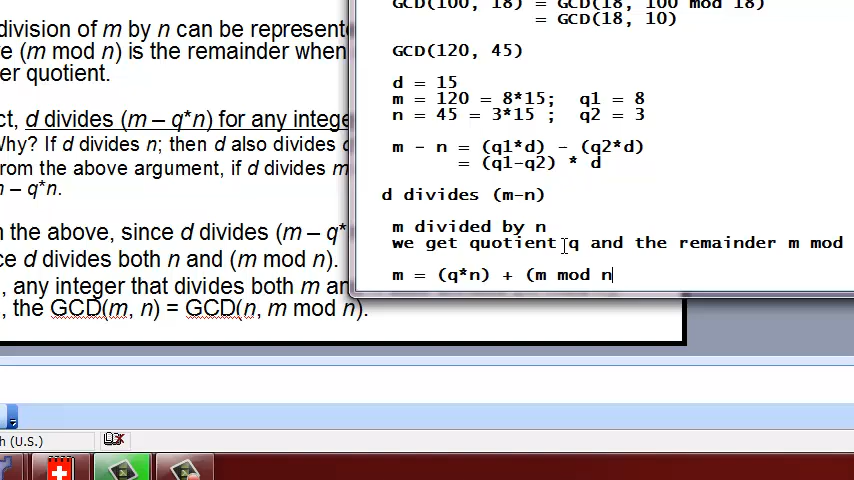 GCD(100, 18) = GCD(18, 100 mod 18)
= GCD(18, 10)
GCD(120, 45)
d = 15
m = 120 = 8*15; q1 = 8
n = 45 = 3*15 ; q2 = 3
m - n = (q1*d) - (q2*d)
= (q1-q2) * d
d divides (m-n)
m divided by n
we get quotient q and the remainder m mod
m = (q*n) + (m mod n
division of m by n can be represente
(m mod n) is the remainder when
er quotient.
ct, d divides (m – q*n) for any integer
Why? If d divides n; then d also divides
from the above argument, if d divides m
n – q*n.
n the above, since d divides (m – q*
ce d divides both n and (m mod n).
, any integer that divides both m an
, the GCD(m, n) = GCD(n, m mod n).
h (U.S.)